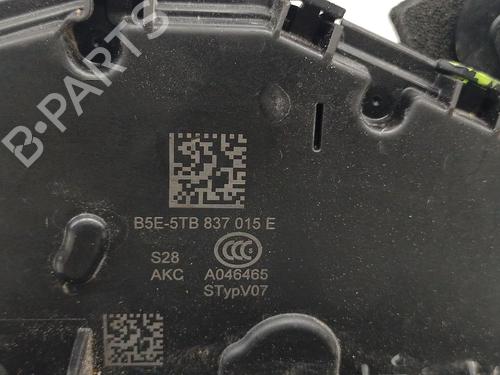 B-PARTS
B5E-5TB 837 015 E
S28
AKC A046465
STypV07